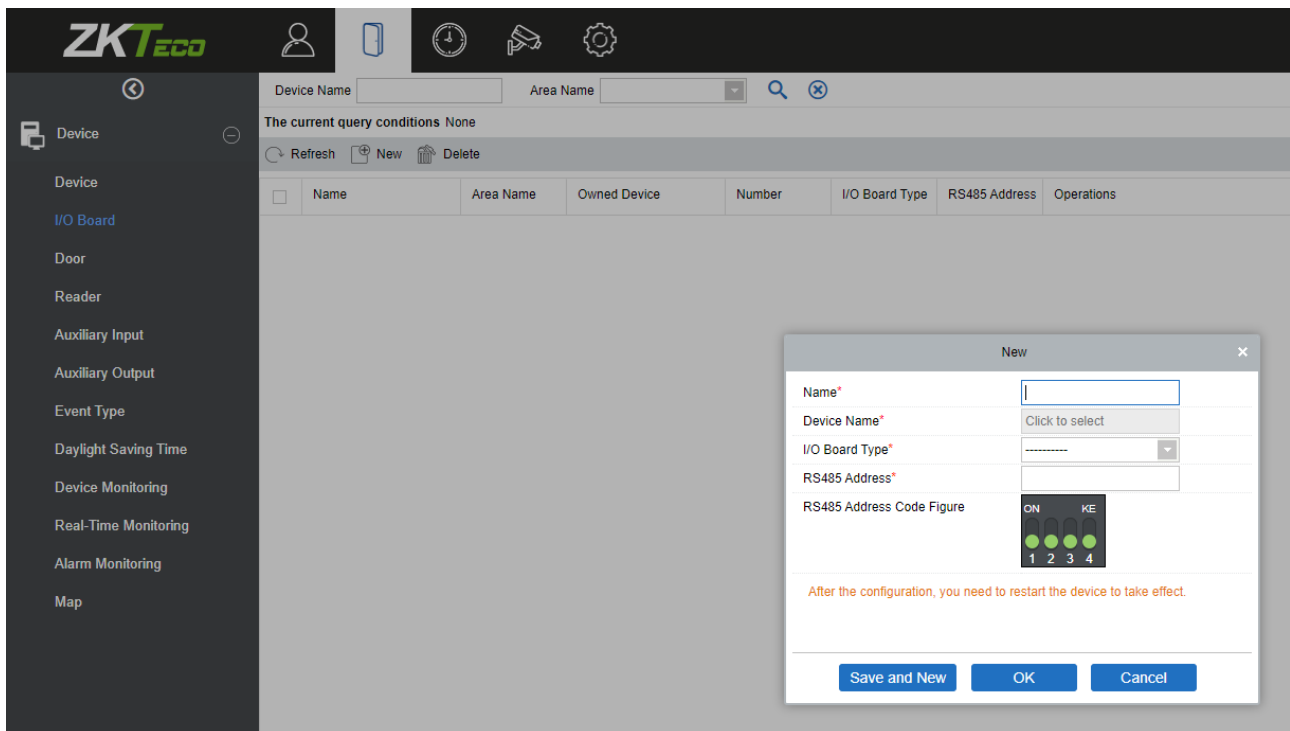 ZKTeco
Device Name
Area Name
The current query conditions None
Refresh New Delete
Name Area Name Owned Device Number I/O Board Type RS485 Address Operations
Device
Device
I/O Board
Door
Reader
Auxiliary Input
Auxiliary Output
Event Type
Daylight Saving Time
Device Monitoring
Real-Time Monitoring
Alarm Monitoring
Map
New
Name*
Device Name* Click to select
I/O Board Type* ----------
RS485 Address*
RS485 Address Code Figure
ON KE
1 2 3 4
After the configuration, you need to restart the device to take effect.
Save and New OK Cancel